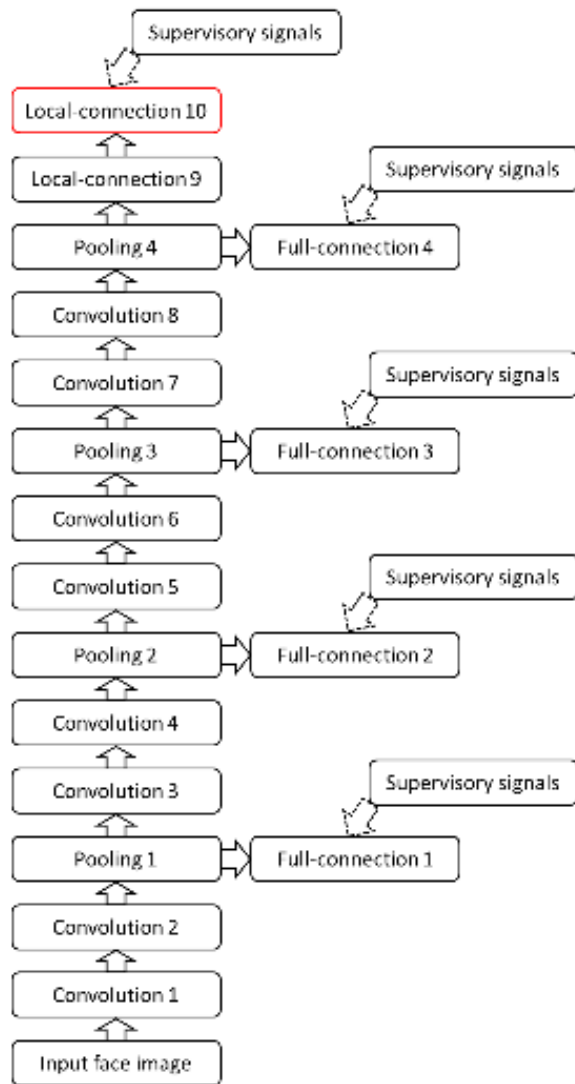 Supervisory signals
Local-connection 10
Local-connection 9
Supervisory signals
Pooling 4
Full-connection 4
Convolution 8
Convolution 7
Supervisory signals
Pooling 3
Full-connection 3
Convolution 6
Convolution 5
Supervisory signals
Pooling 2
Full-connection 2
Convolution 4
Convolution 3
Supervisory signals
Pooling 1
Full-connection 1
Convolution 2
Convolution 1
Input face image